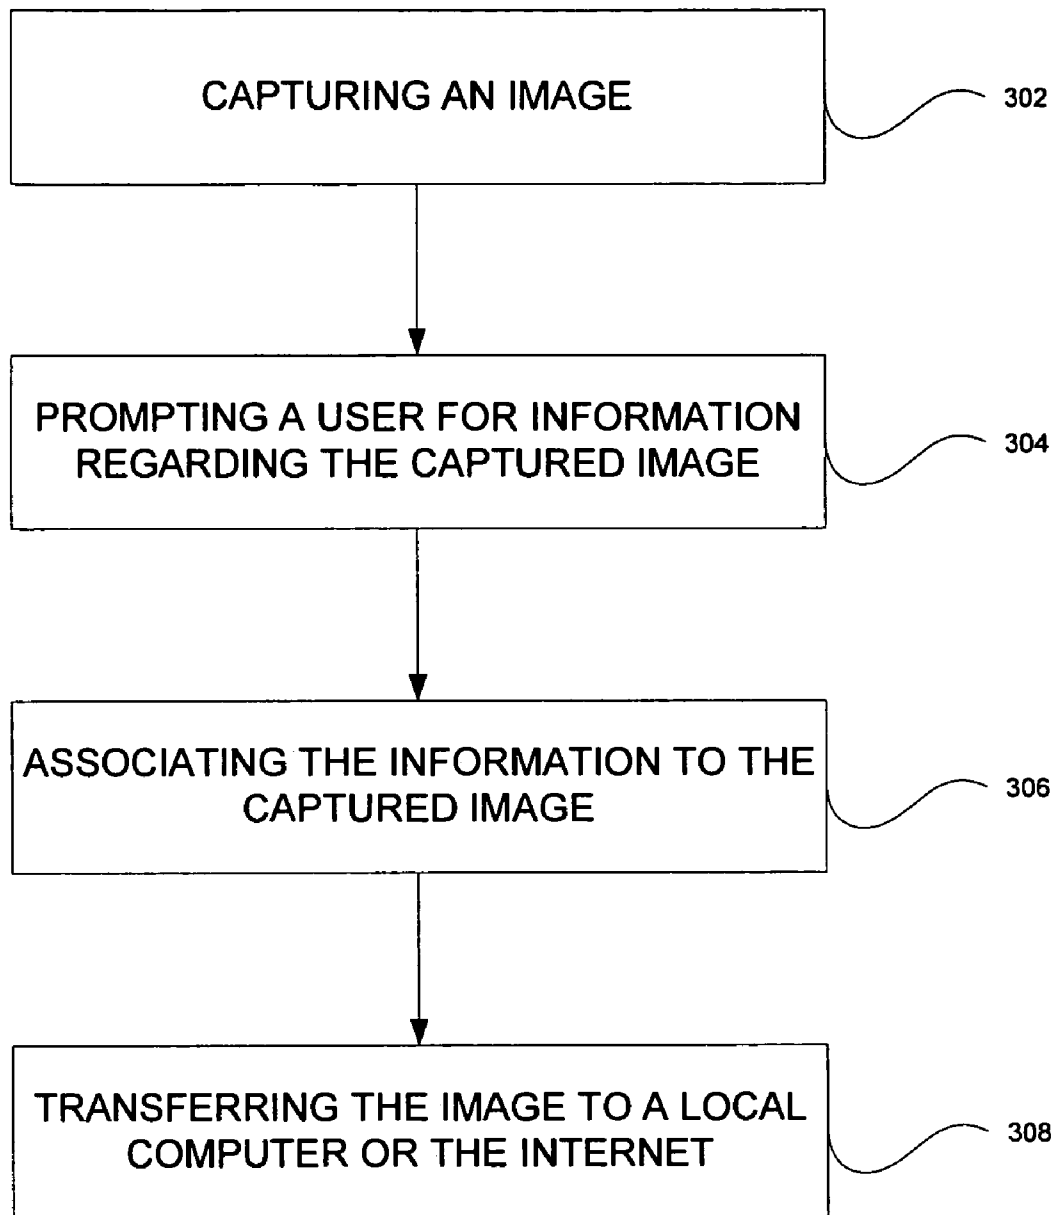 CAPTURING AN IMAGE
302
PROMPTING A USER FOR INFORMATION
REGARDING THE CAPTURED IMAGE
304
ASSOCIATING THE INFORMATION TO THE
CAPTURED IMAGE
306
TRANSFERRING THE IMAGE TO A LOCAL
COMPUTER OR THE INTERNET
308